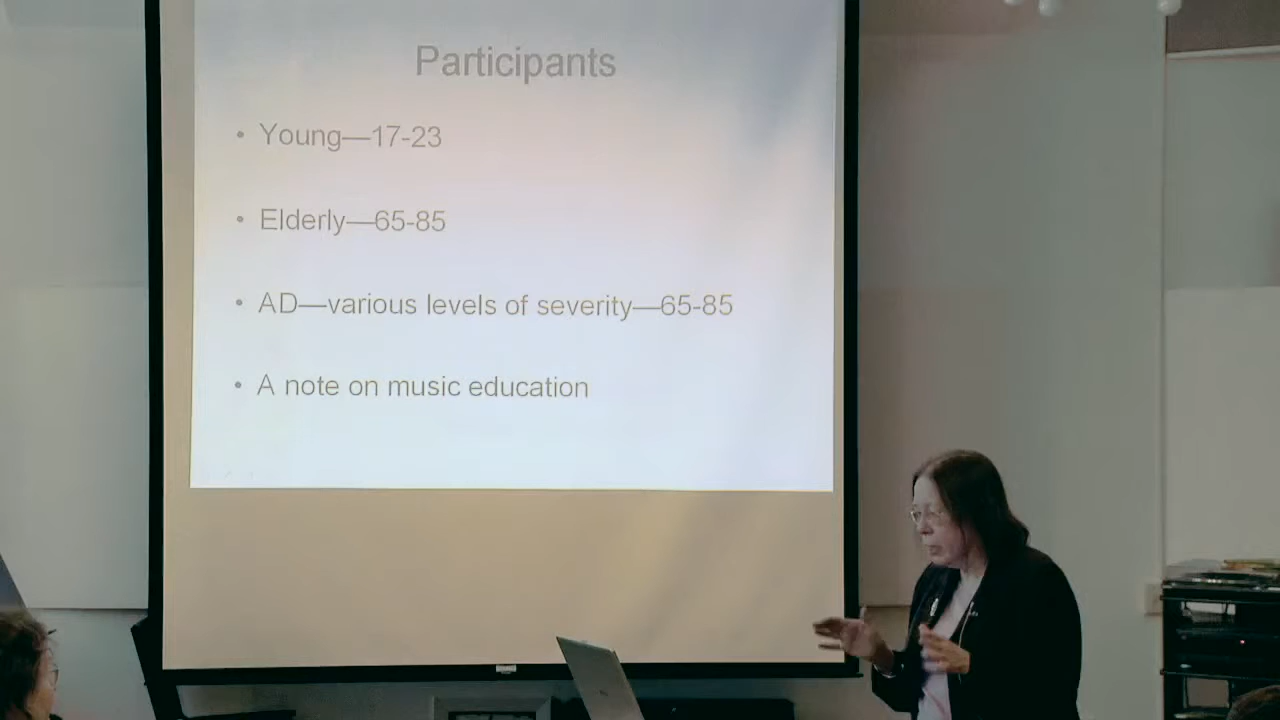 Participants
• Young—17-23
• Elderly—65-85
• AD—various levels of severity—65-85
• A note on music education